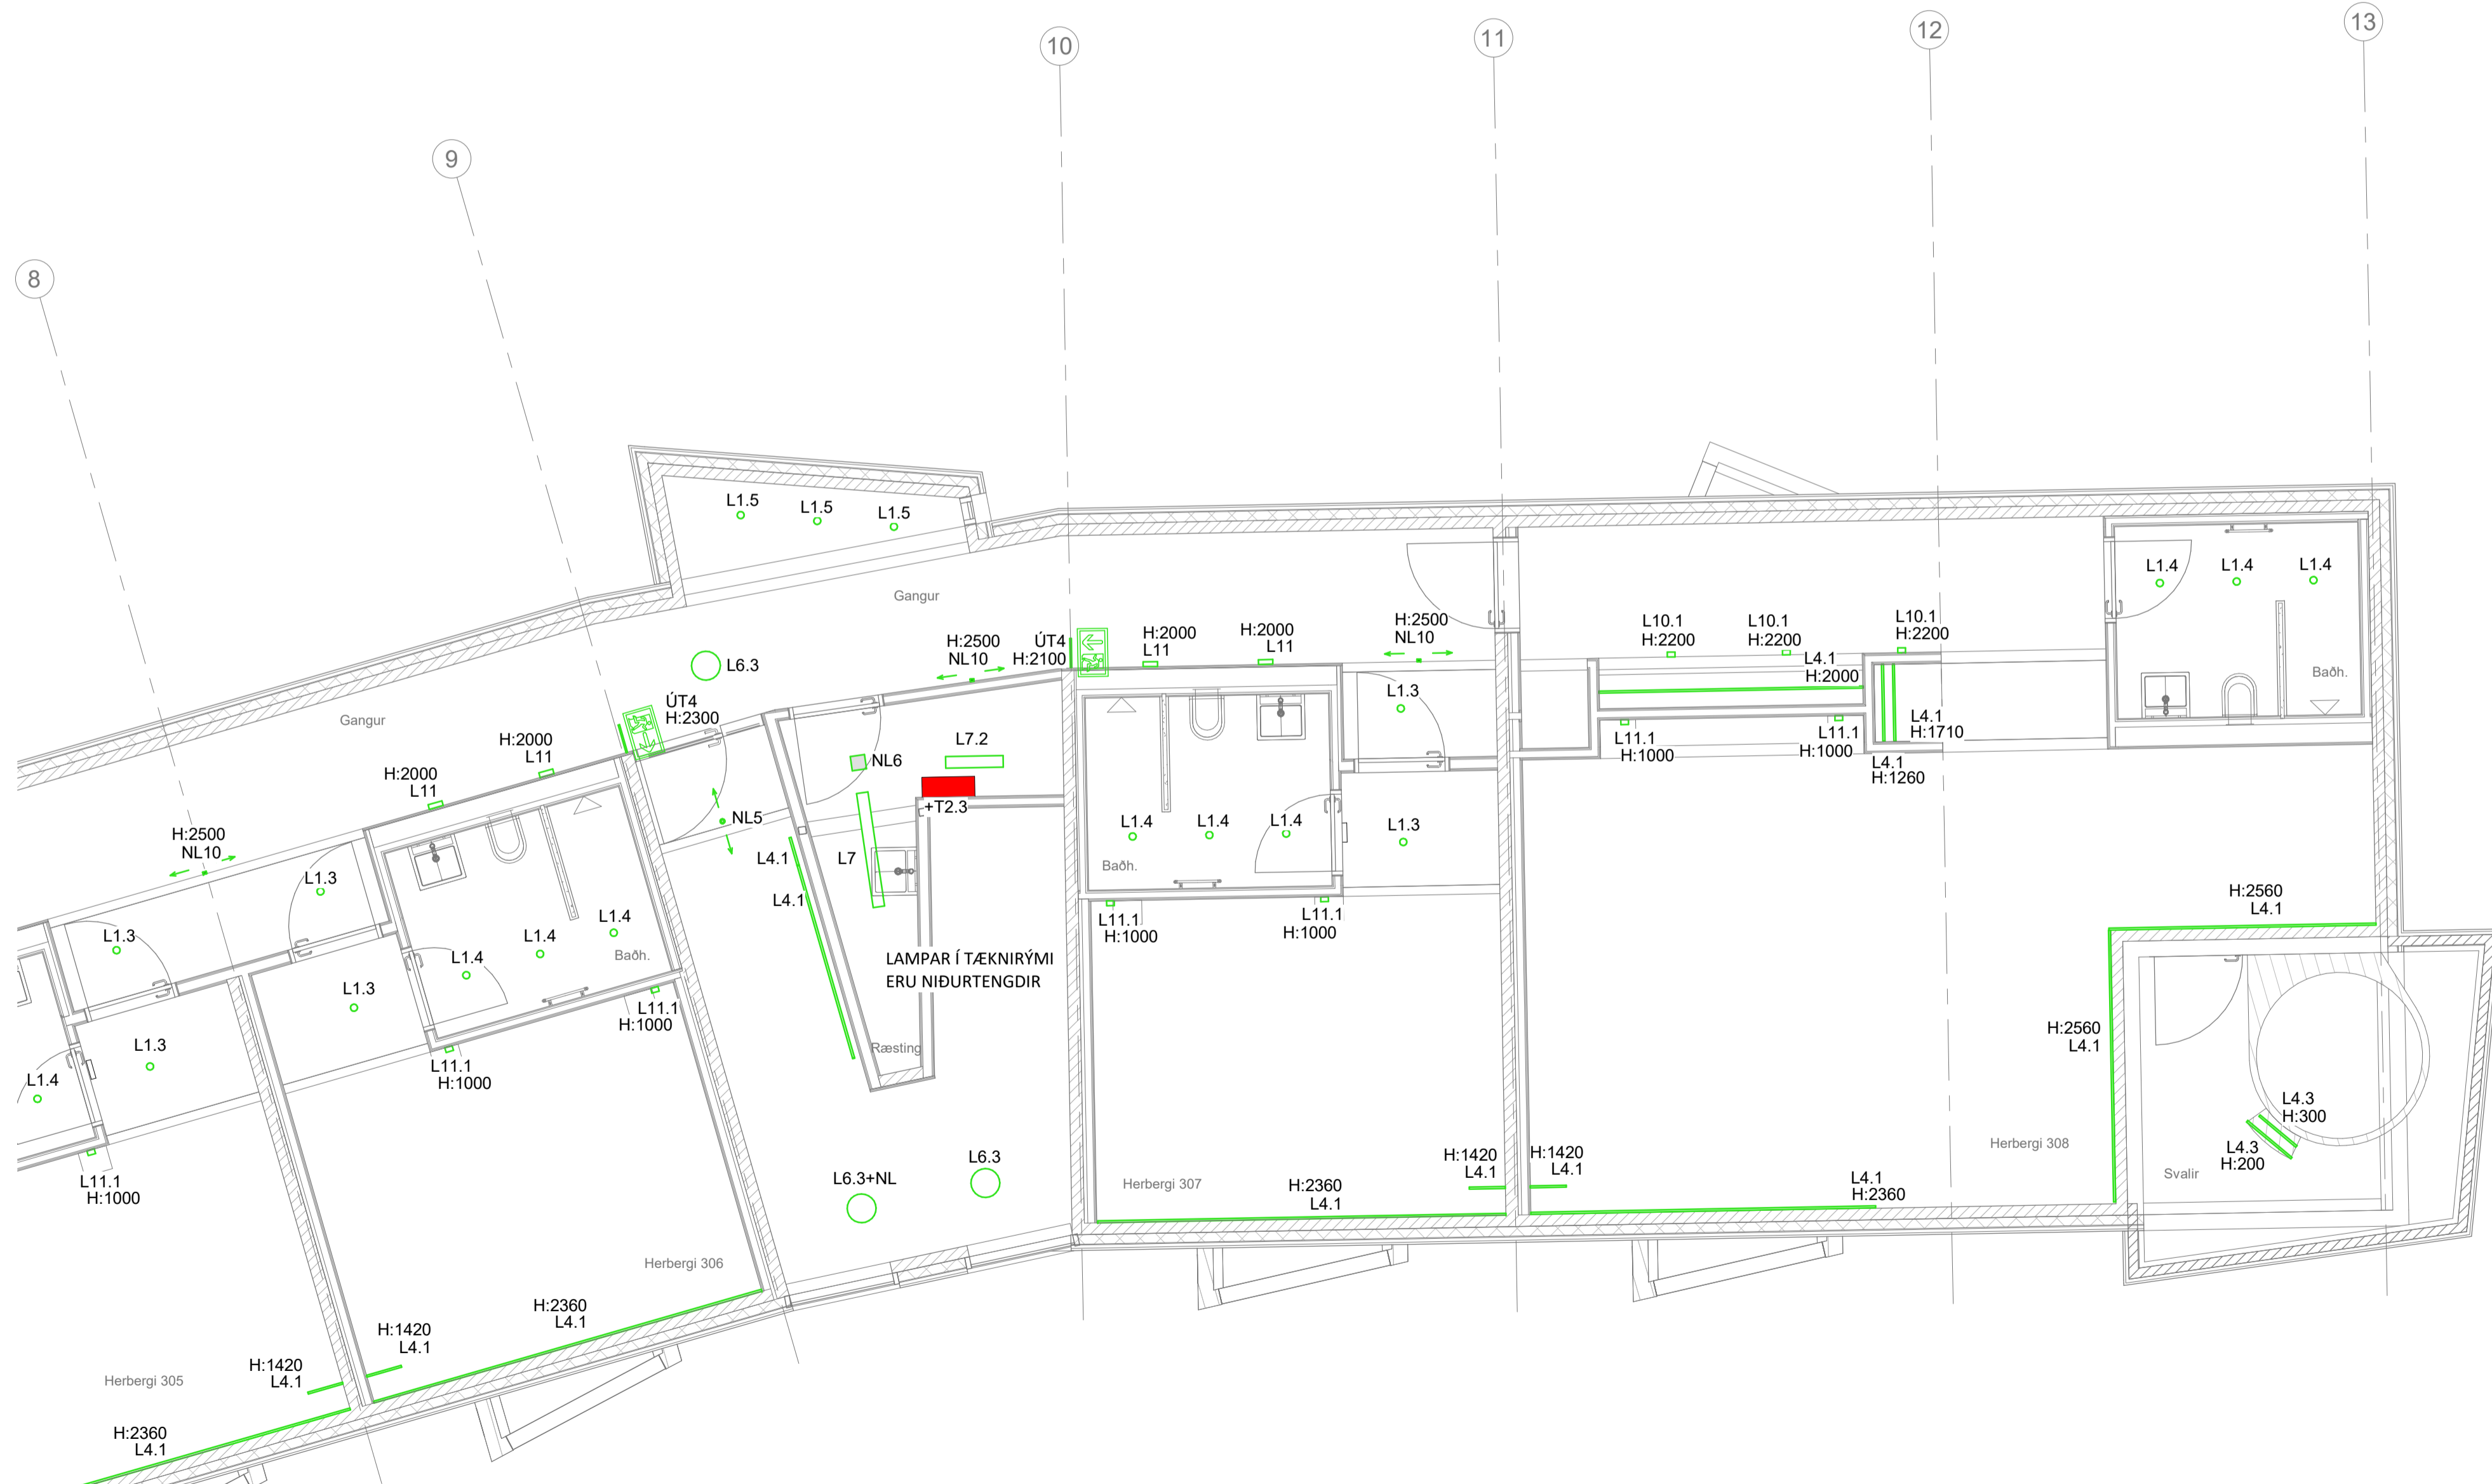 8
9
10
11
12
13
L1.5
L1.5
L1.5
Gangur
Gangur
L6.3
H:2500
NL10
ÚT4
H:2100
H:2000
L11
H:2000
L11
H:2500
NL10
L10.1
H:2200
L10.1
H:2200
L10.1
H:2200
L4.1
H:2000
L1.4
L1.4
L1.4
Baðh.
ÚT4
H:2300
H:2000
L11
H:2000
L11
H:2500
NL10
L7.2
NL6
+T2.3
NL5
L7
L4.1
L4.1
L1.3
L1.3
L1.4
L1.4
L1.4
Baðh.
L11.1
H:1000
L11.1
H:1000
L11.1
H:1000
L11.1
H:1000
L4.1
H:1710
L4.1
H:1260
L1.3
L1.3
L1.3
L1.3
L1.4
L1.4
L1.4
L1.4
Baðh.
L11.1
H:1000
L11.1
H:1000
L11.1
H:1000
LAMPAR Í TÆKNIRÝMI
ERU NIÐURTENGDIR
Ræsting
H:2560
L4.1
H:2560
L4.1
L4.3
H:300
L4.3
H:200
Svalir
Herbergi 308
L6.3+NL
L6.3
Herbergi 307
H:2360
L4.1
H:1420
L4.1
H:1420
L4.1
L4.1
H:2360
Herbergi 306
H:2360
L4.1
H:1420
L4.1
H:1420
L4.1
Herbergi 305
H:2360
L4.1